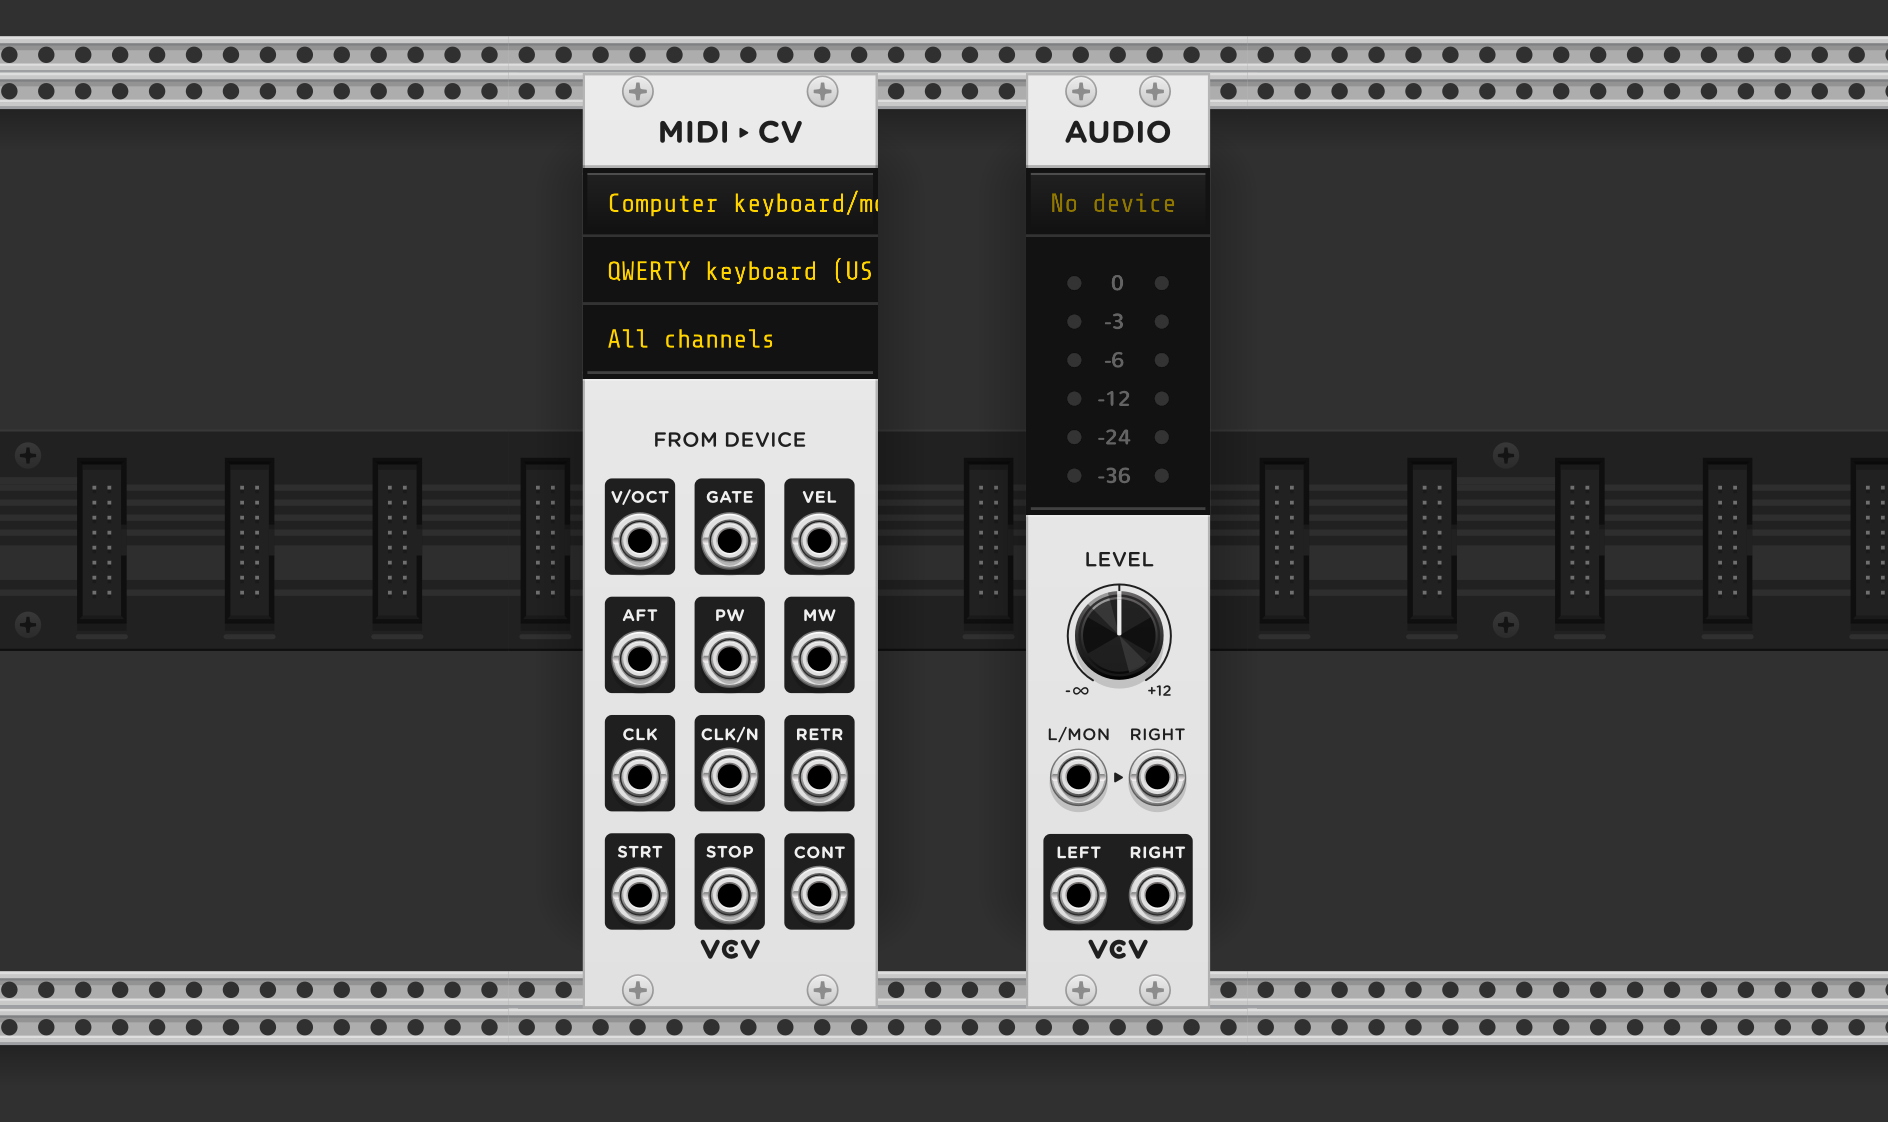 MIDI ▸ CV
Computer keyboard/mo
QWERTY keyboard (US
All channels
FROM DEVICE
V/OCT GATE VEL
AFT PW MW
CLK CLK/N RETR
STRT STOP CONT
VCV
AUDIO
No device
0
-3
-6
-12
-24
-36
LEVEL
-∞ +12
L/MON RIGHT
LEFT RIGHT
VCV